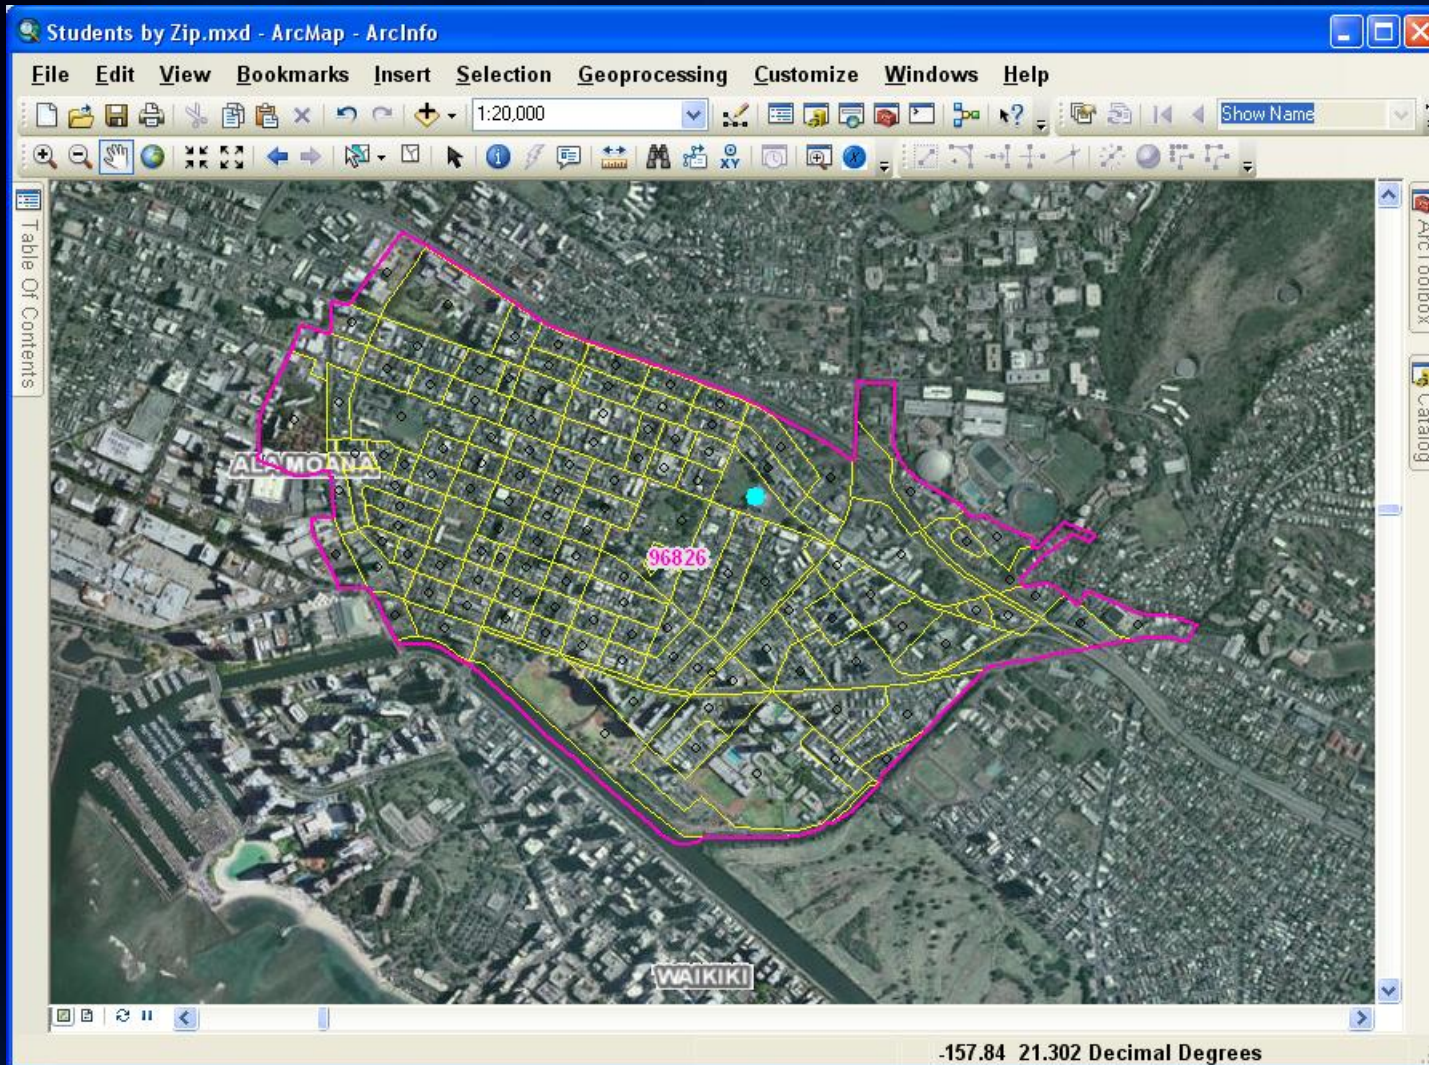 Students by Zip.mxd - ArcMap - ArcInfo
File Edit View Bookmarks Insert Selection Geoprocessing Customize Windows Help
1:20,000
Show Name
XY
Table Of Contents
ArcToolbox
Catalog
ALA MOANA
96826
WAIKIKI
-157.84 21.302 Decimal Degrees